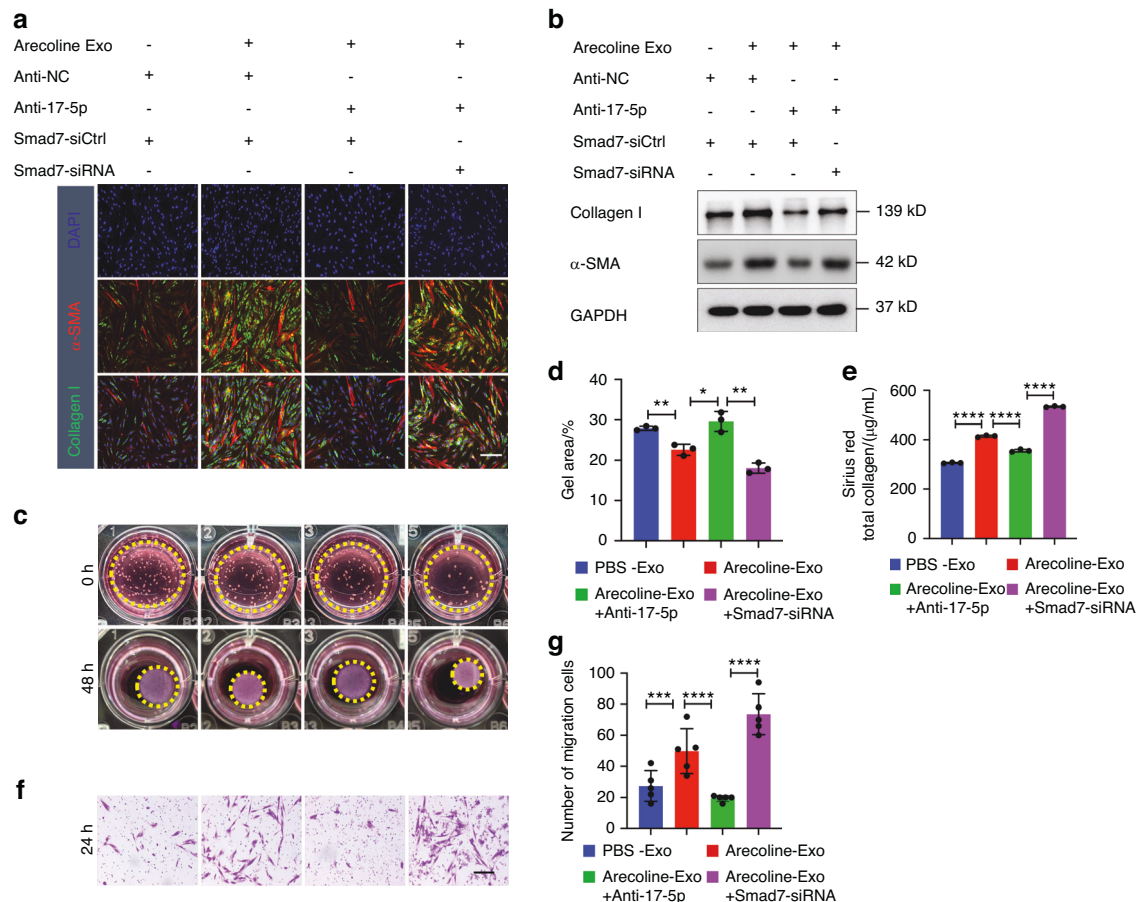 a
Arecoline Exo - + + +
Anti-NC + + - -
Anti-17-5p - - + +
Smad7-siCtrl + + + -
Smad7-siRNA - - - +
DAPI
α-SMA
Collagen I
b
Arecoline Exo - + + +
Anti-NC + + - -
Anti-17-5p - - + +
Smad7-siCtrl + + + -
Smad7-siRNA - - - +
Collagen I 139 kD
α-SMA 42 kD
GAPDH 37 kD
c
0 h
48 h
d
Gel area/%
40
30
20
10
0
** * **
PBS -Exo Arecoline-Exo
Arecoline-Exo Arecoline-Exo
+Anti-17-5p +Smad7-siRNA
e
Sirius red
total collagen/(μg/mL)
600
400
200
0
**** **** ****
PBS -Exo Arecoline-Exo
Arecoline-Exo Arecoline-Exo
+Anti-17-5p +Smad7-siRNA
f
24 h
g
Number of migration cells
100
80
60
40
20
0
*** **** ****
PBS -Exo Arecoline-Exo
Arecoline-Exo Arecoline-Exo
+Anti-17-5p +Smad7-siRNA